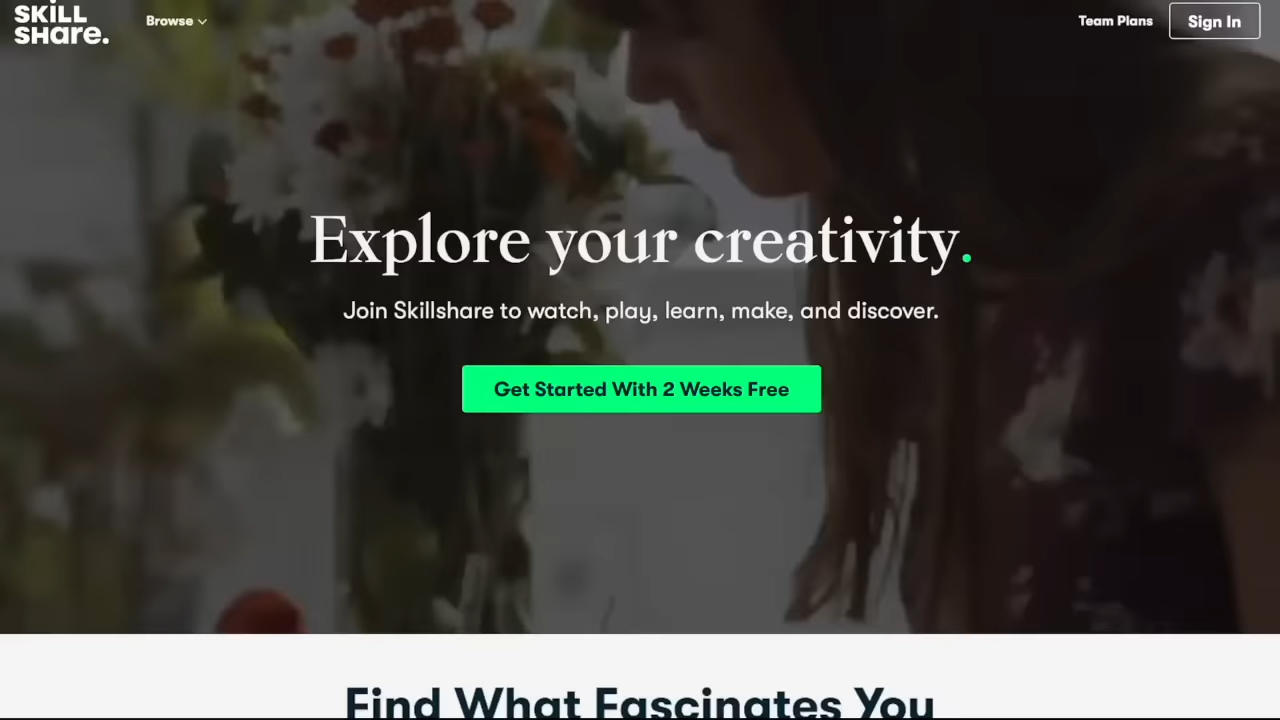 SKiLL
SHare.
Browse
Team Plans
Sign In
Explore your creativity.
Join Skillshare to watch, play, learn, make, and discover.
Get Started With 2 Weeks Free
Find What Fascinates You